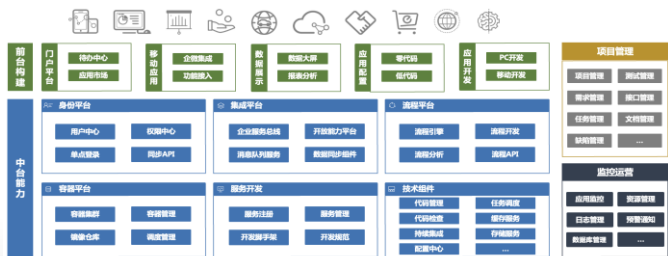 前台构建
门户平台
待办中心
应用市场
移动应用
企微集成
功能接入
数据展示
数据大屏
报表分析
应用配置
零代码
低代码
应用开发
PC开发
移动开发
中台能力
身份平台
用户中心 权限中心
单点登录 同步API
集成平台
企业服务总线 开放能力平台
消息队列服务 数据同步组件
流程平台
流程引擎 流程开发
流程分析 流程API
容器平台
容器集群 容器管理
镜像仓库 调度管理
服务开发
服务注册 服务管理
开发脚手架 开发规范
技术组件
代码管理 任务调度
代码检查 缓存服务
持续集成 存储服务
配置中心 ...
项目管理
项目管理 测试管理
需求管理 接口管理
任务管理 文档管理
缺陷管理 ...
监控运营
应用监控 资源管理
日志管理 预警通知
数据库管理 ...